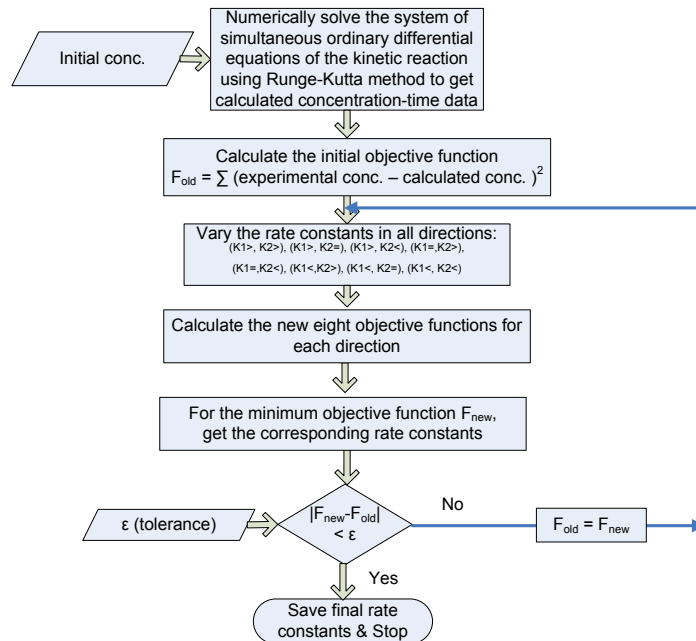 Initial conc.
Numerically solve the system of
simultaneous ordinary differential
equations of the kinetic reaction
using Runge-Kutta method to get
calculated concentration-time data
Calculate the initial objective function
Fold = ∑ (experimental conc. – calculated conc. )²
Vary the rate constants in all directions:
(K1>, K2>), (K1>, K2=), (K1>, K2<), (K1=,K2>),
(K1=,K2<), (K1<,K2>), (K1<, K2=), (K1<, K2<)
Calculate the new eight objective functions for
each direction
For the minimum objective function Fnew,
get the corresponding rate constants
ε (tolerance)
|Fnew-Fold|
< ε
No
Fold = Fnew
Yes
Save final rate
constants & Stop